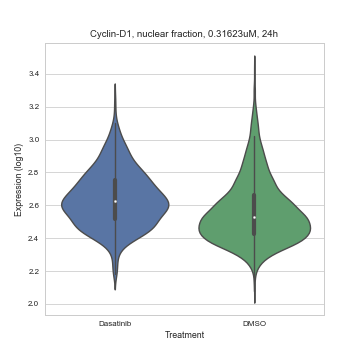 Cyclin-D1, nuclear fraction, 0.31623uM, 24h
3.4
3.2
3.0
2.8
2.6
2.4
2.2
2.0
Expression (log10)
Dasatinib DMSO
Treatment